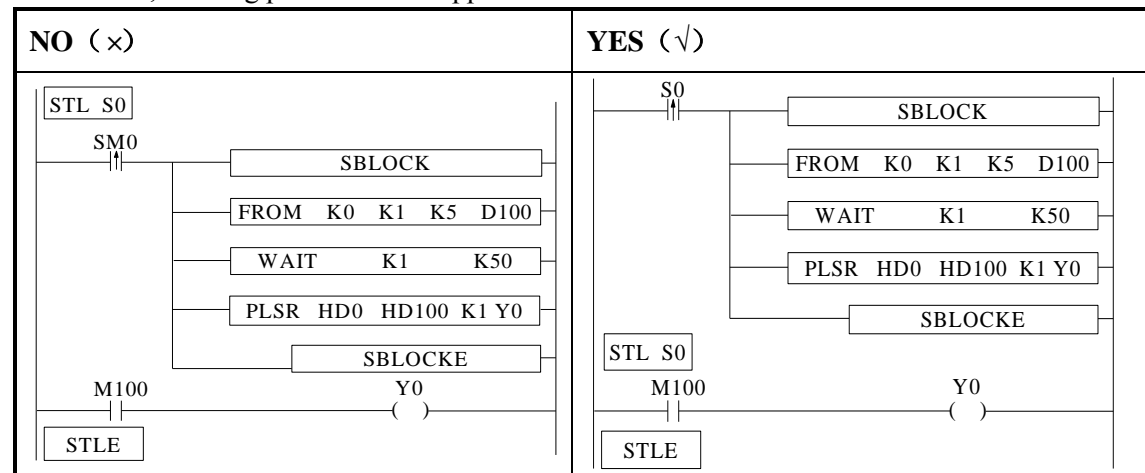 NO（×）
STL S0
SM0
SBLOCK
FROM K0 K1 K5 D100
WAIT K1 K50
PLSR HD0 HD100 K1 Y0
SBLOCKE
M100 Y0
( )
STLE
YES（√）
S0
SBLOCK
FROM K0 K1 K5 D100
WAIT K1 K50
PLSR HD0 HD100 K1 Y0
SBLOCKE
STL S0
M100 Y0
( )
STLE